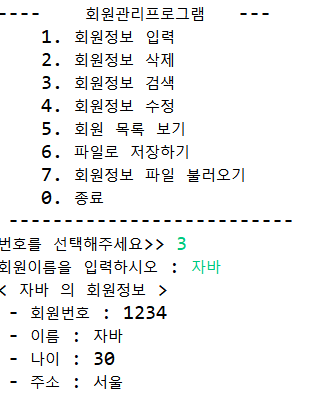 ---- 회원관리프로그램 ---
1. 회원정보 입력
2. 회원정보 삭제
3. 회원정보 검색
4. 회원정보 수정
5. 회원 목록 보기
6. 파일로 저장하기
7. 회원정보 파일 불러오기
0. 종료
--------------------------
번호를 선택해주세요>> 3
회원이름을 입력하시오 : 자바
< 자바 의 회원정보 >
- 회원번호 : 1234
- 이름 : 자바
- 나이 : 30
- 주소 : 서울